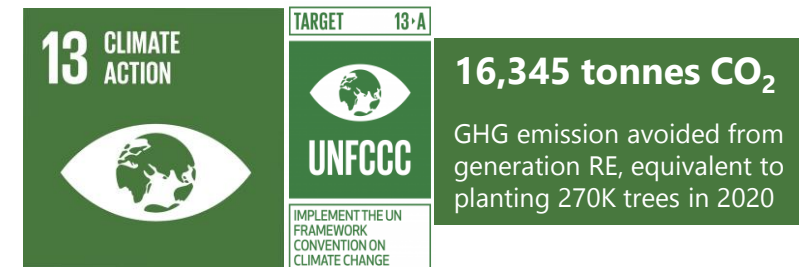 13 CLIMATE
ACTION
TARGET 13·A
UNFCCC
IMPLEMENT THE UN
FRAMEWORK
CONVENTION ON
CLIMATE CHANGE
16,345 tonnes CO₂
GHG emission avoided from
generation RE, equivalent to
planting 270K trees in 2020